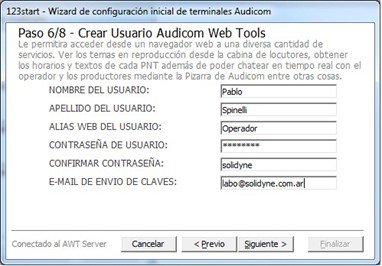 123start - Wizard de configuración inicial de terminales Audicom
Paso 6/8 - Crear Usuario Audicom Web Tools
Le permitira acceder desde un navegador web a una diversa cantidad de
servicios. Ver los temas en reproducción desde la cabina de locutores, obtener
los horarios y textos de cada PNT además de poder chatear en tiempo real con el
operador y los productores mediante la Pizarra de Audicom entre otras cosas.
NOMBRE DEL USUARIO: Pablo
APELLIDO DEL USUARIO: Spinelli
ALIAS WEB DEL USUARIO: Operador
CONTRASEÑA DE USUARIO: ********
CONFIRMAR CONTRASEÑA: solidyne
E-MAIL DE ENVIO DE CLAVES: labo@solidyne.com.ar
Conectado al AWT Server Cancelar < Previo Siguiente > Finalizar